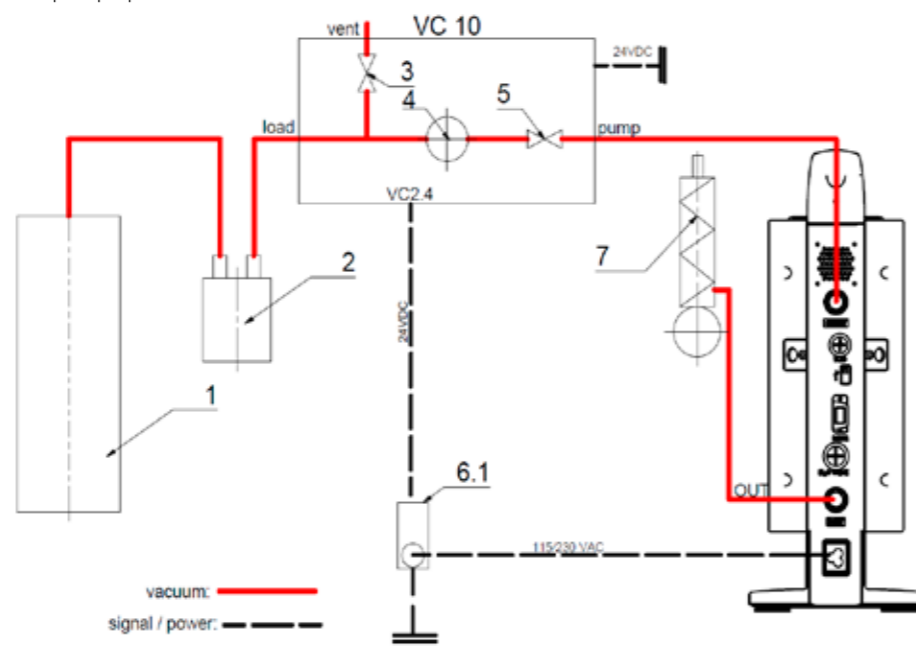 vent VC 10
24VDC
3
4
5
load
pump
VC2.4
2
7
24VDC
1
6.1
OUT
115/230 VAC
vacuum:
signal / power: